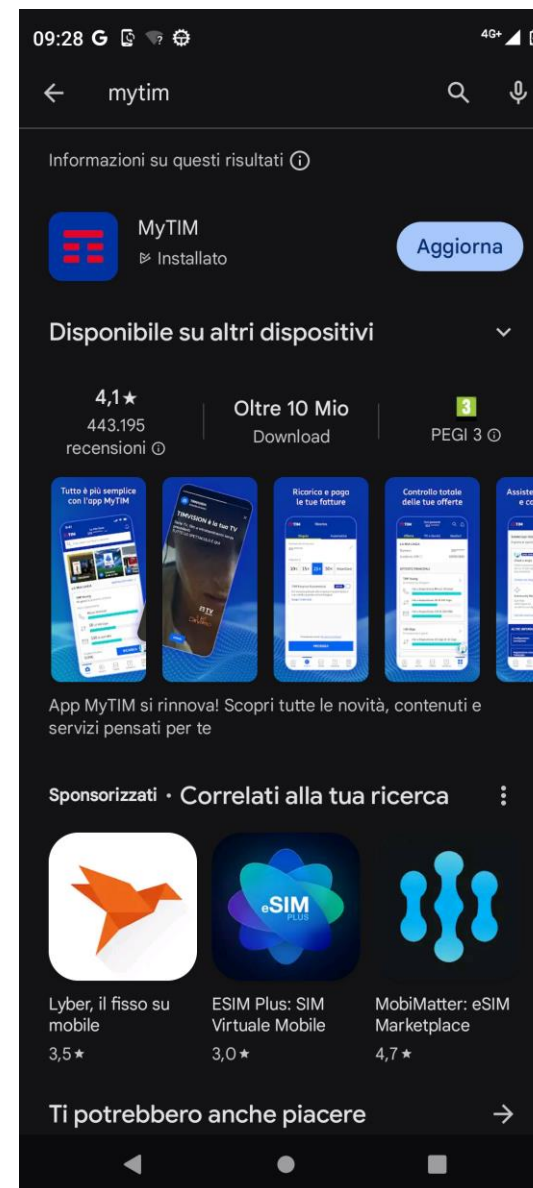 09:28 G 4G+
mytim
Informazioni su questi risultati
MyTIM
Installato
Aggiorna
Disponibile su altri dispositivi
4,1★
443.195
recensioni
Oltre 10 Mio
Download
3
PEGI 3
Tutto è più semplice
con l'app MyTIM
TIMVISION è la tua TV
Ricarica e paga
le tue fatture
Controllo totale
delle tue offerte
App MyTIM si rinnova! Scopri tutte le novità, contenuti e
servizi pensati per te
Sponsorizzati • Correlati alla tua ricerca
eSIM
PLUS
Lyber, il fisso su
mobile
3,5★
ESIM Plus: SIM
Virtuale Mobile
3,0★
MobiMatter: eSIM
Marketplace
4,7★
Ti potrebbero anche piacere